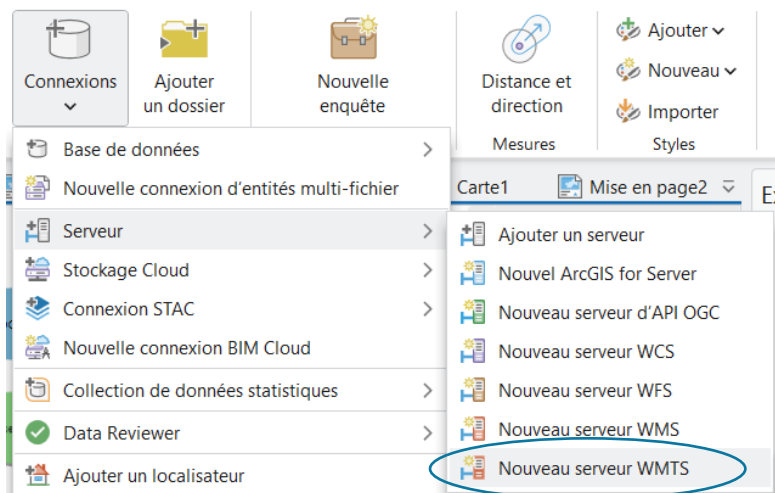 Connexions
Ajouter
un dossier
Nouvelle
enquête
Distance et
direction
Mesures
Ajouter
Nouveau
Importer
Styles
Base de données
Nouvelle connexion d'entités multi-fichier
Serveur
Stockage Cloud
Connexion STAC
Nouvelle connexion BIM Cloud
Collection de données statistiques
Data Reviewer
Ajouter un localisateur
Carte1
Mise en page2
Ajouter un serveur
Nouvel ArcGIS for Server
Nouveau serveur d'API OGC
Nouveau serveur WCS
Nouveau serveur WFS
Nouveau serveur WMS
Nouveau serveur WMTS